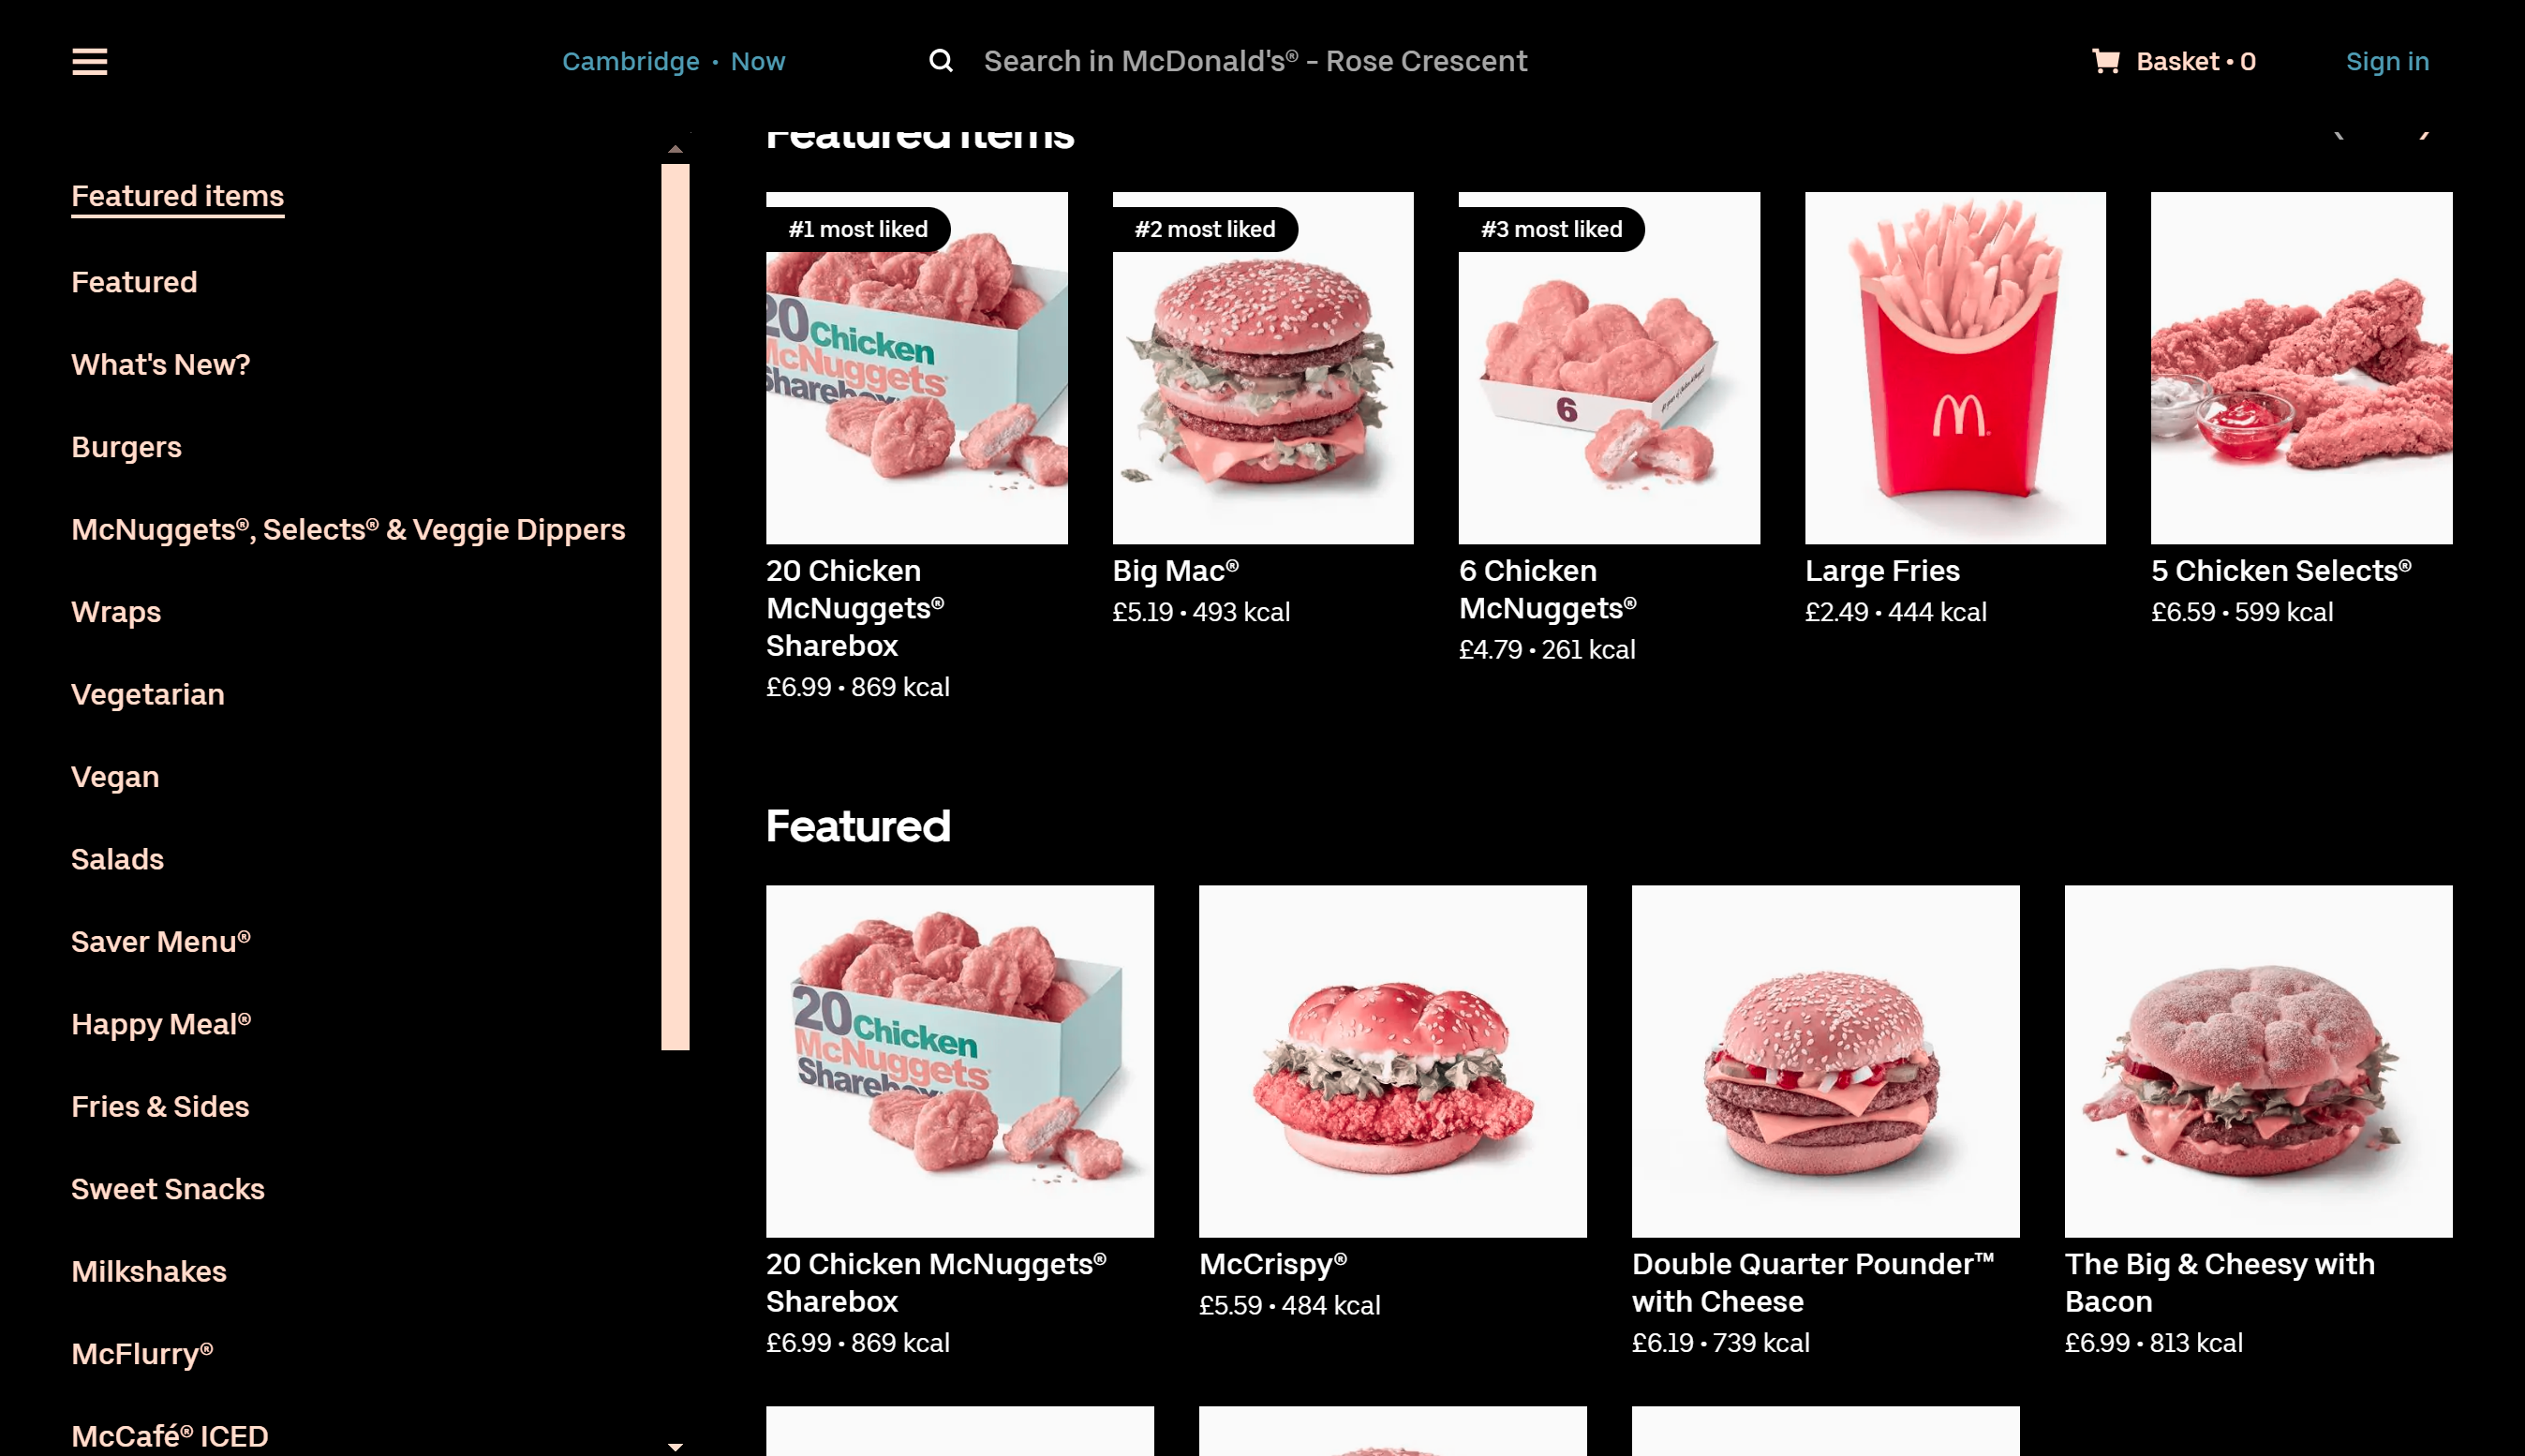 Cambridge • Now
Search in McDonald's® - Rose Crescent
Basket • 0
Sign in
Featured items
Featured
What's New?
Burgers
McNuggets®, Selects® & Veggie Dippers
Wraps
Vegetarian
Vegan
Salads
Saver Menu®
Happy Meal®
Fries & Sides
Sweet Snacks
Milkshakes
McFlurry®
McCafé® ICED
Featured items
#1 most liked
20 Chicken
McNuggets
Sharebox
20 Chicken
McNuggets®
Sharebox
£6.99 • 869 kcal
#2 most liked
Big Mac®
£5.19 • 493 kcal
#3 most liked
6
6 Chicken
McNuggets®
£4.79 • 261 kcal
Large Fries
£2.49 • 444 kcal
5 Chicken Selects®
£6.59 • 599 kcal
Featured
20 Chicken
McNuggets
Sharebox
20 Chicken McNuggets®
Sharebox
£6.99 • 869 kcal
McCrispy®
£5.59 • 484 kcal
Double Quarter Pounder™
with Cheese
£6.19 • 739 kcal
The Big & Cheesy with
Bacon
£6.99 • 813 kcal